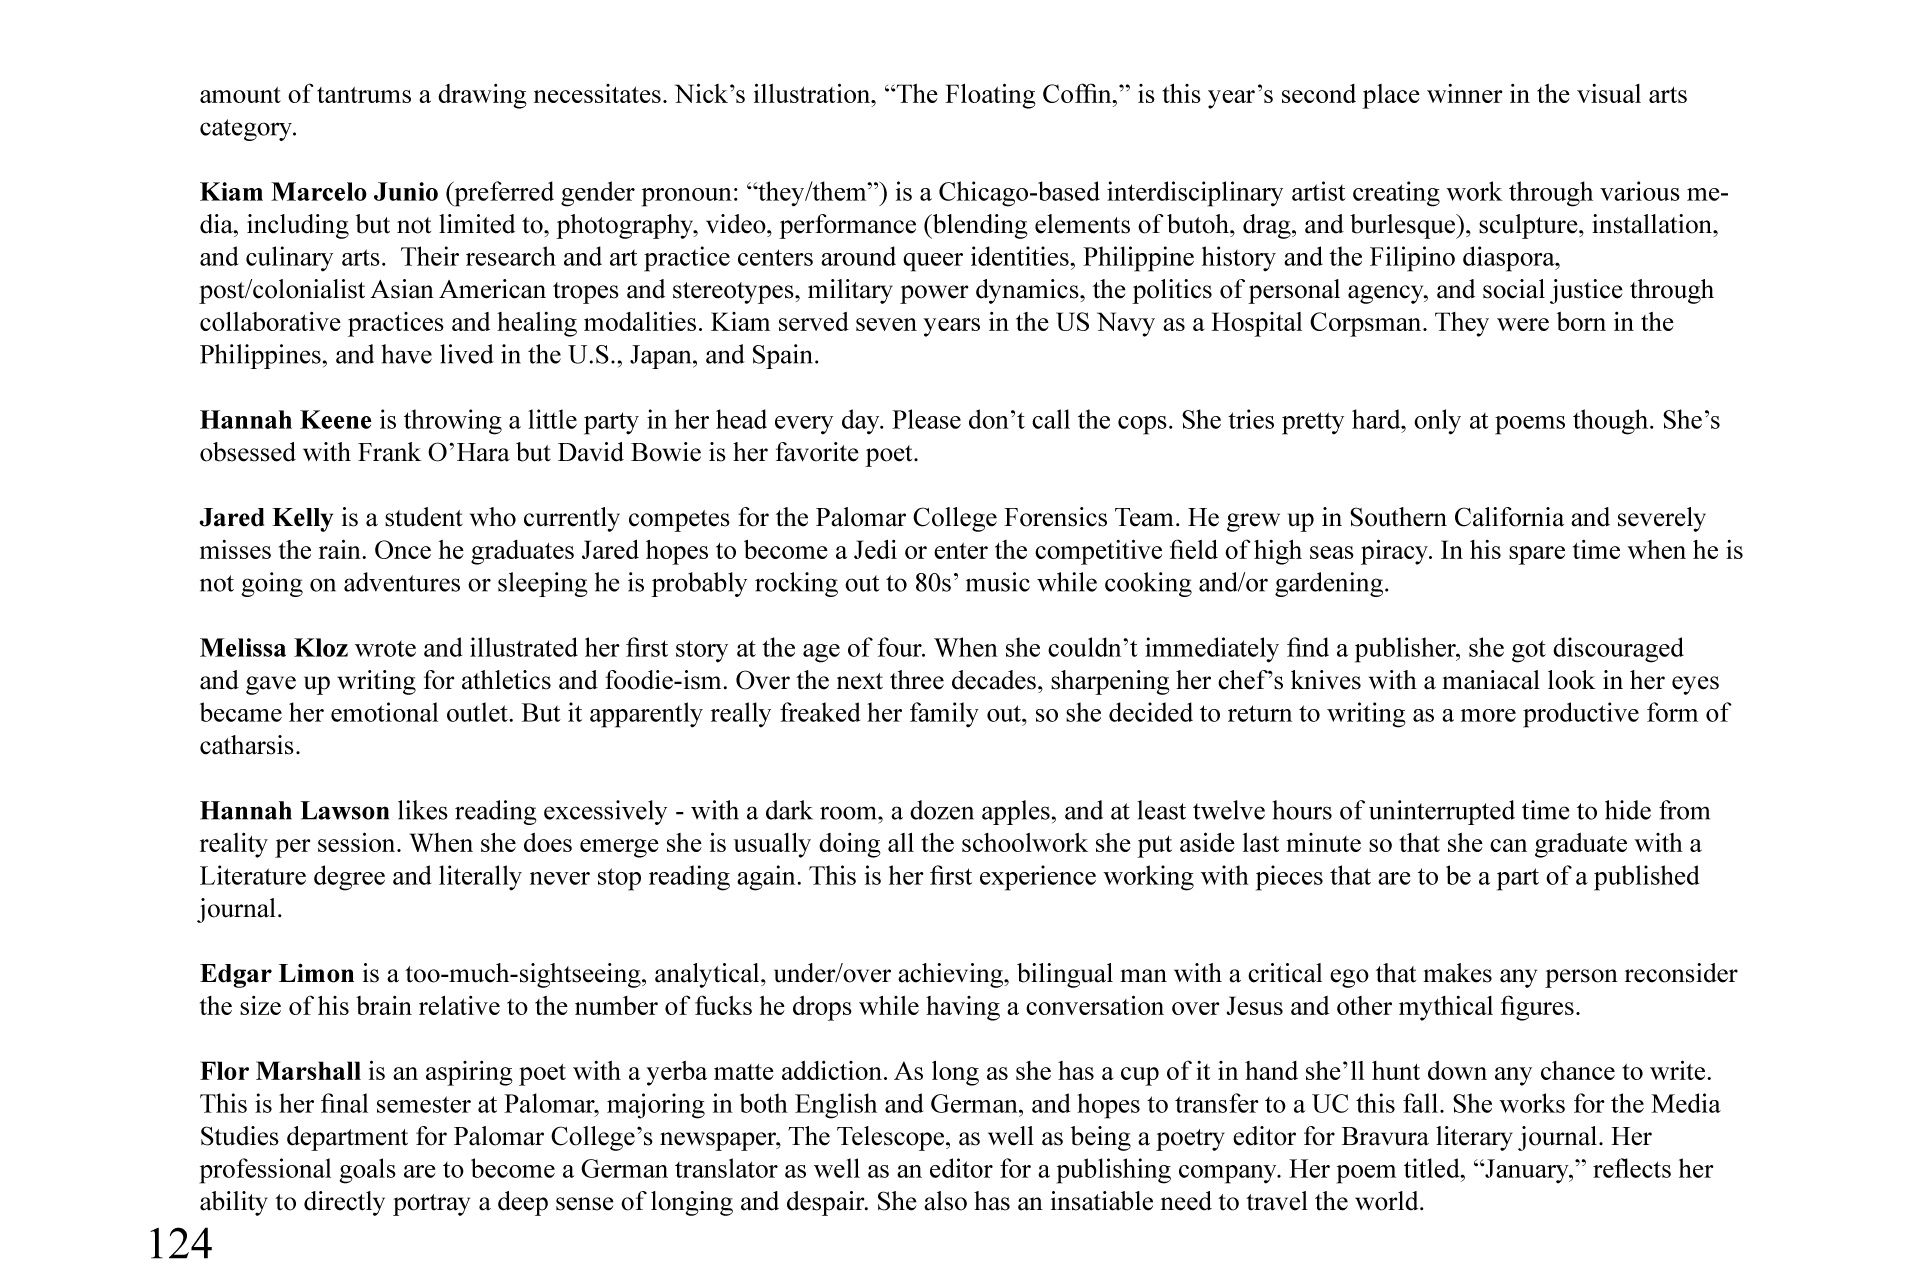 amount of tantrums a drawing necessitates. Nick’s illustration, “The Floating Coffin,” is this year’s second place winner in the visual arts
category.
Kiam Marcelo Junio (preferred gender pronoun: “they/them”) is a Chicago-based interdisciplinary artist creating work through various me-
dia, including but not limited to, photography, video, performance (blending elements of butoh, drag, and burlesque), sculpture, installation,
and culinary arts.  Their research and art practice centers around queer identities, Philippine history and the Filipino diaspora,
post/colonialist Asian American tropes and stereotypes, military power dynamics, the politics of personal agency, and social justice through
collaborative practices and healing modalities. Kiam served seven years in the US Navy as a Hospital Corpsman. They were born in the
Philippines, and have lived in the U.S., Japan, and Spain.
Hannah Keene is throwing a little party in her head every day. Please don’t call the cops. She tries pretty hard, only at poems though. She’s
obsessed with Frank O’Hara but David Bowie is her favorite poet.
Jared Kelly is a student who currently competes for the Palomar College Forensics Team. He grew up in Southern California and severely
misses the rain. Once he graduates Jared hopes to become a Jedi or enter the competitive field of high seas piracy. In his spare time when he is
not going on adventures or sleeping he is probably rocking out to 80s’ music while cooking and/or gardening.
Melissa Kloz wrote and illustrated her first story at the age of four. When she couldn’t immediately find a publisher, she got discouraged
and gave up writing for athletics and foodie-ism. Over the next three decades, sharpening her chef’s knives with a maniacal look in her eyes
became her emotional outlet. But it apparently really freaked her family out, so she decided to return to writing as a more productive form of
catharsis.
Hannah Lawson likes reading excessively - with a dark room, a dozen apples, and at least twelve hours of uninterrupted time to hide from
reality per session. When she does emerge she is usually doing all the schoolwork she put aside last minute so that she can graduate with a
Literature degree and literally never stop reading again. This is her first experience working with pieces that are to be a part of a published
journal.
Edgar Limon is a too-much-sightseeing, analytical, under/over achieving, bilingual man with a critical ego that makes any person reconsider
the size of his brain relative to the number of fucks he drops while having a conversation over Jesus and other mythical figures.
Flor Marshall is an aspiring poet with a yerba matte addiction. As long as she has a cup of it in hand she’ll hunt down any chance to write.
This is her final semester at Palomar, majoring in both English and German, and hopes to transfer to a UC this fall. She works for the Media
Studies department for Palomar College’s newspaper, The Telescope, as well as being a poetry editor for Bravura literary journal. Her
professional goals are to become a German translator as well as an editor for a publishing company. Her poem titled, “January,” reflects her
ability to directly portray a deep sense of longing and despair. She also has an insatiable need to travel the world.
124